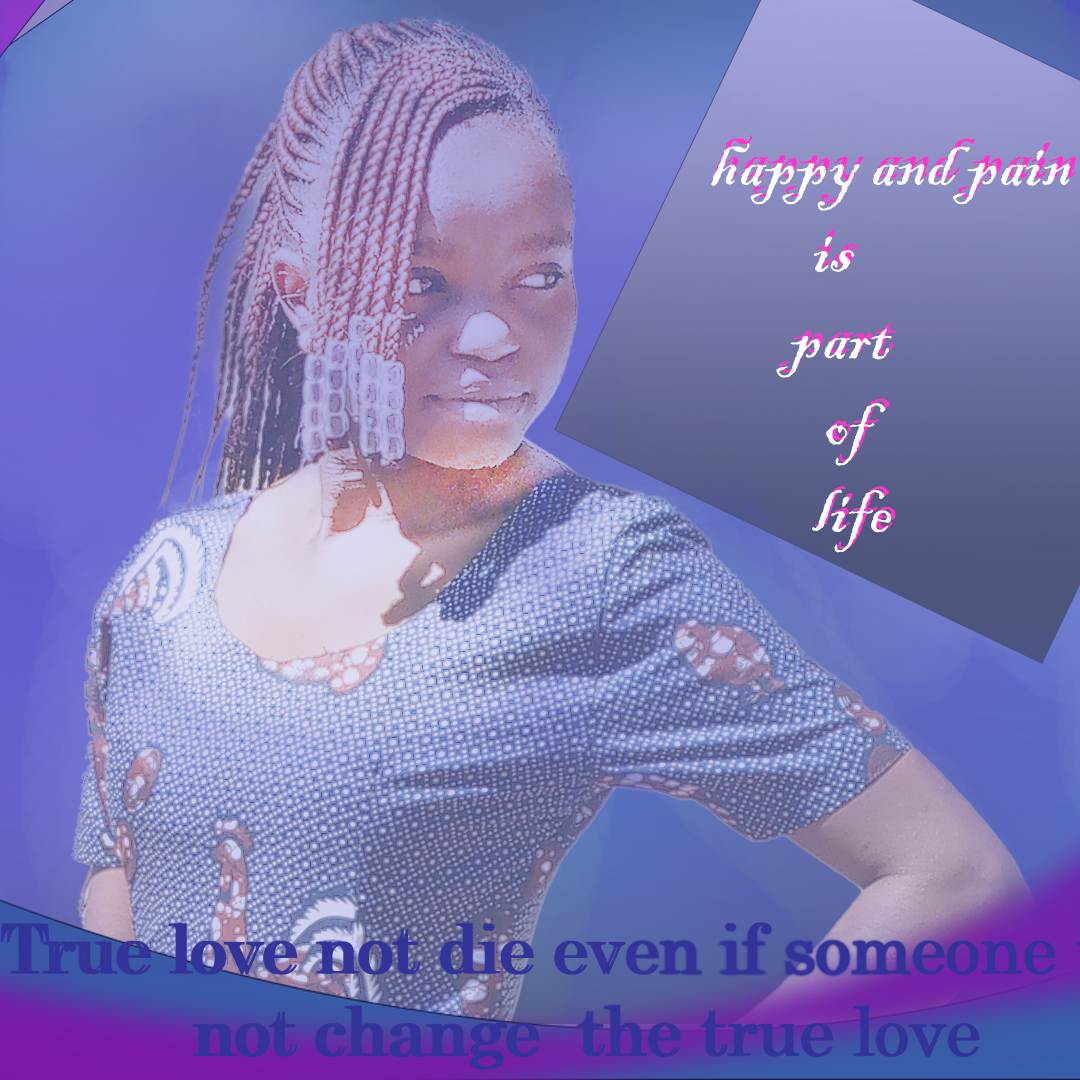 happy and pain
is
part
of
life
True love not die even if someone
not change the true love